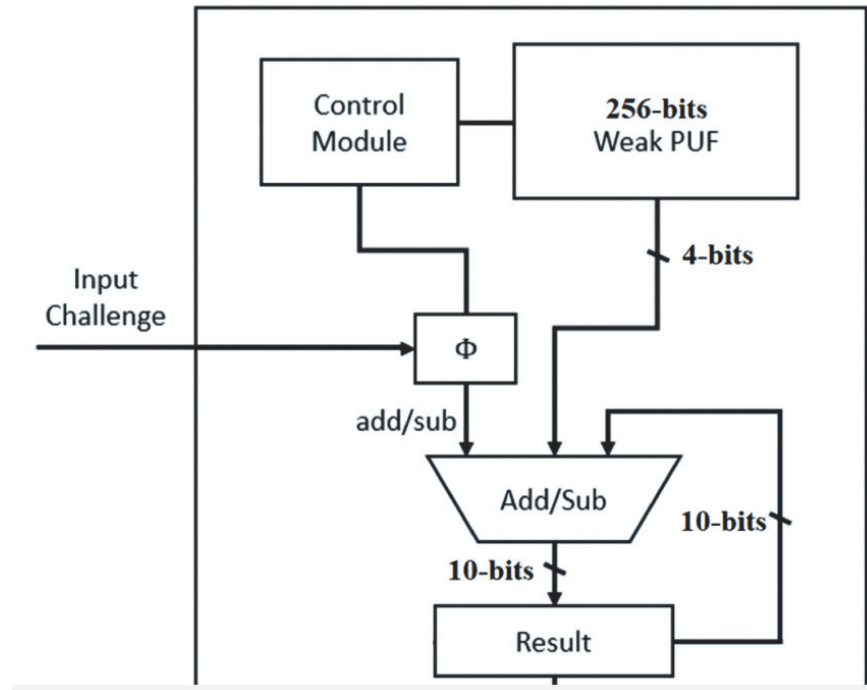 Control
Module
256-bits
Weak PUF
4-bits
Input
Challenge
Φ
add/sub
Add/Sub
10-bits
10-bits
Result